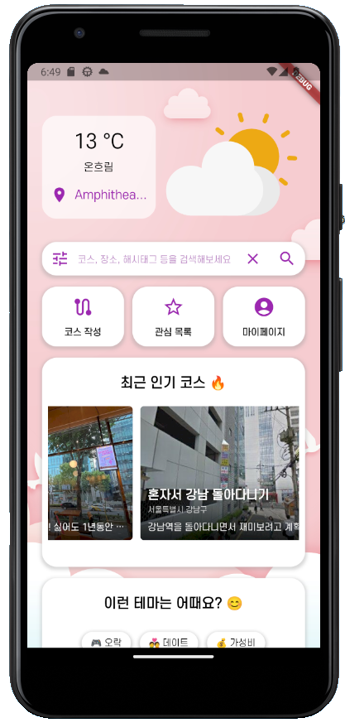 6:49
DEBUG
13 °C
온흐림
Amphithea...
코스, 장소, 해시태그 등을 검색해보세요
코스 작성
관심 목록
마이페이지
최근 인기 코스 🔥
혼자서 강남 돌아다니기
서울특별시 강남구
! 싫어도 1년동안 ...
강남역을 돌아다니면서 재미보려고 계획
이런 테마는 어때요? 😊
🎮 오락
💑 데이트
💰 가성비